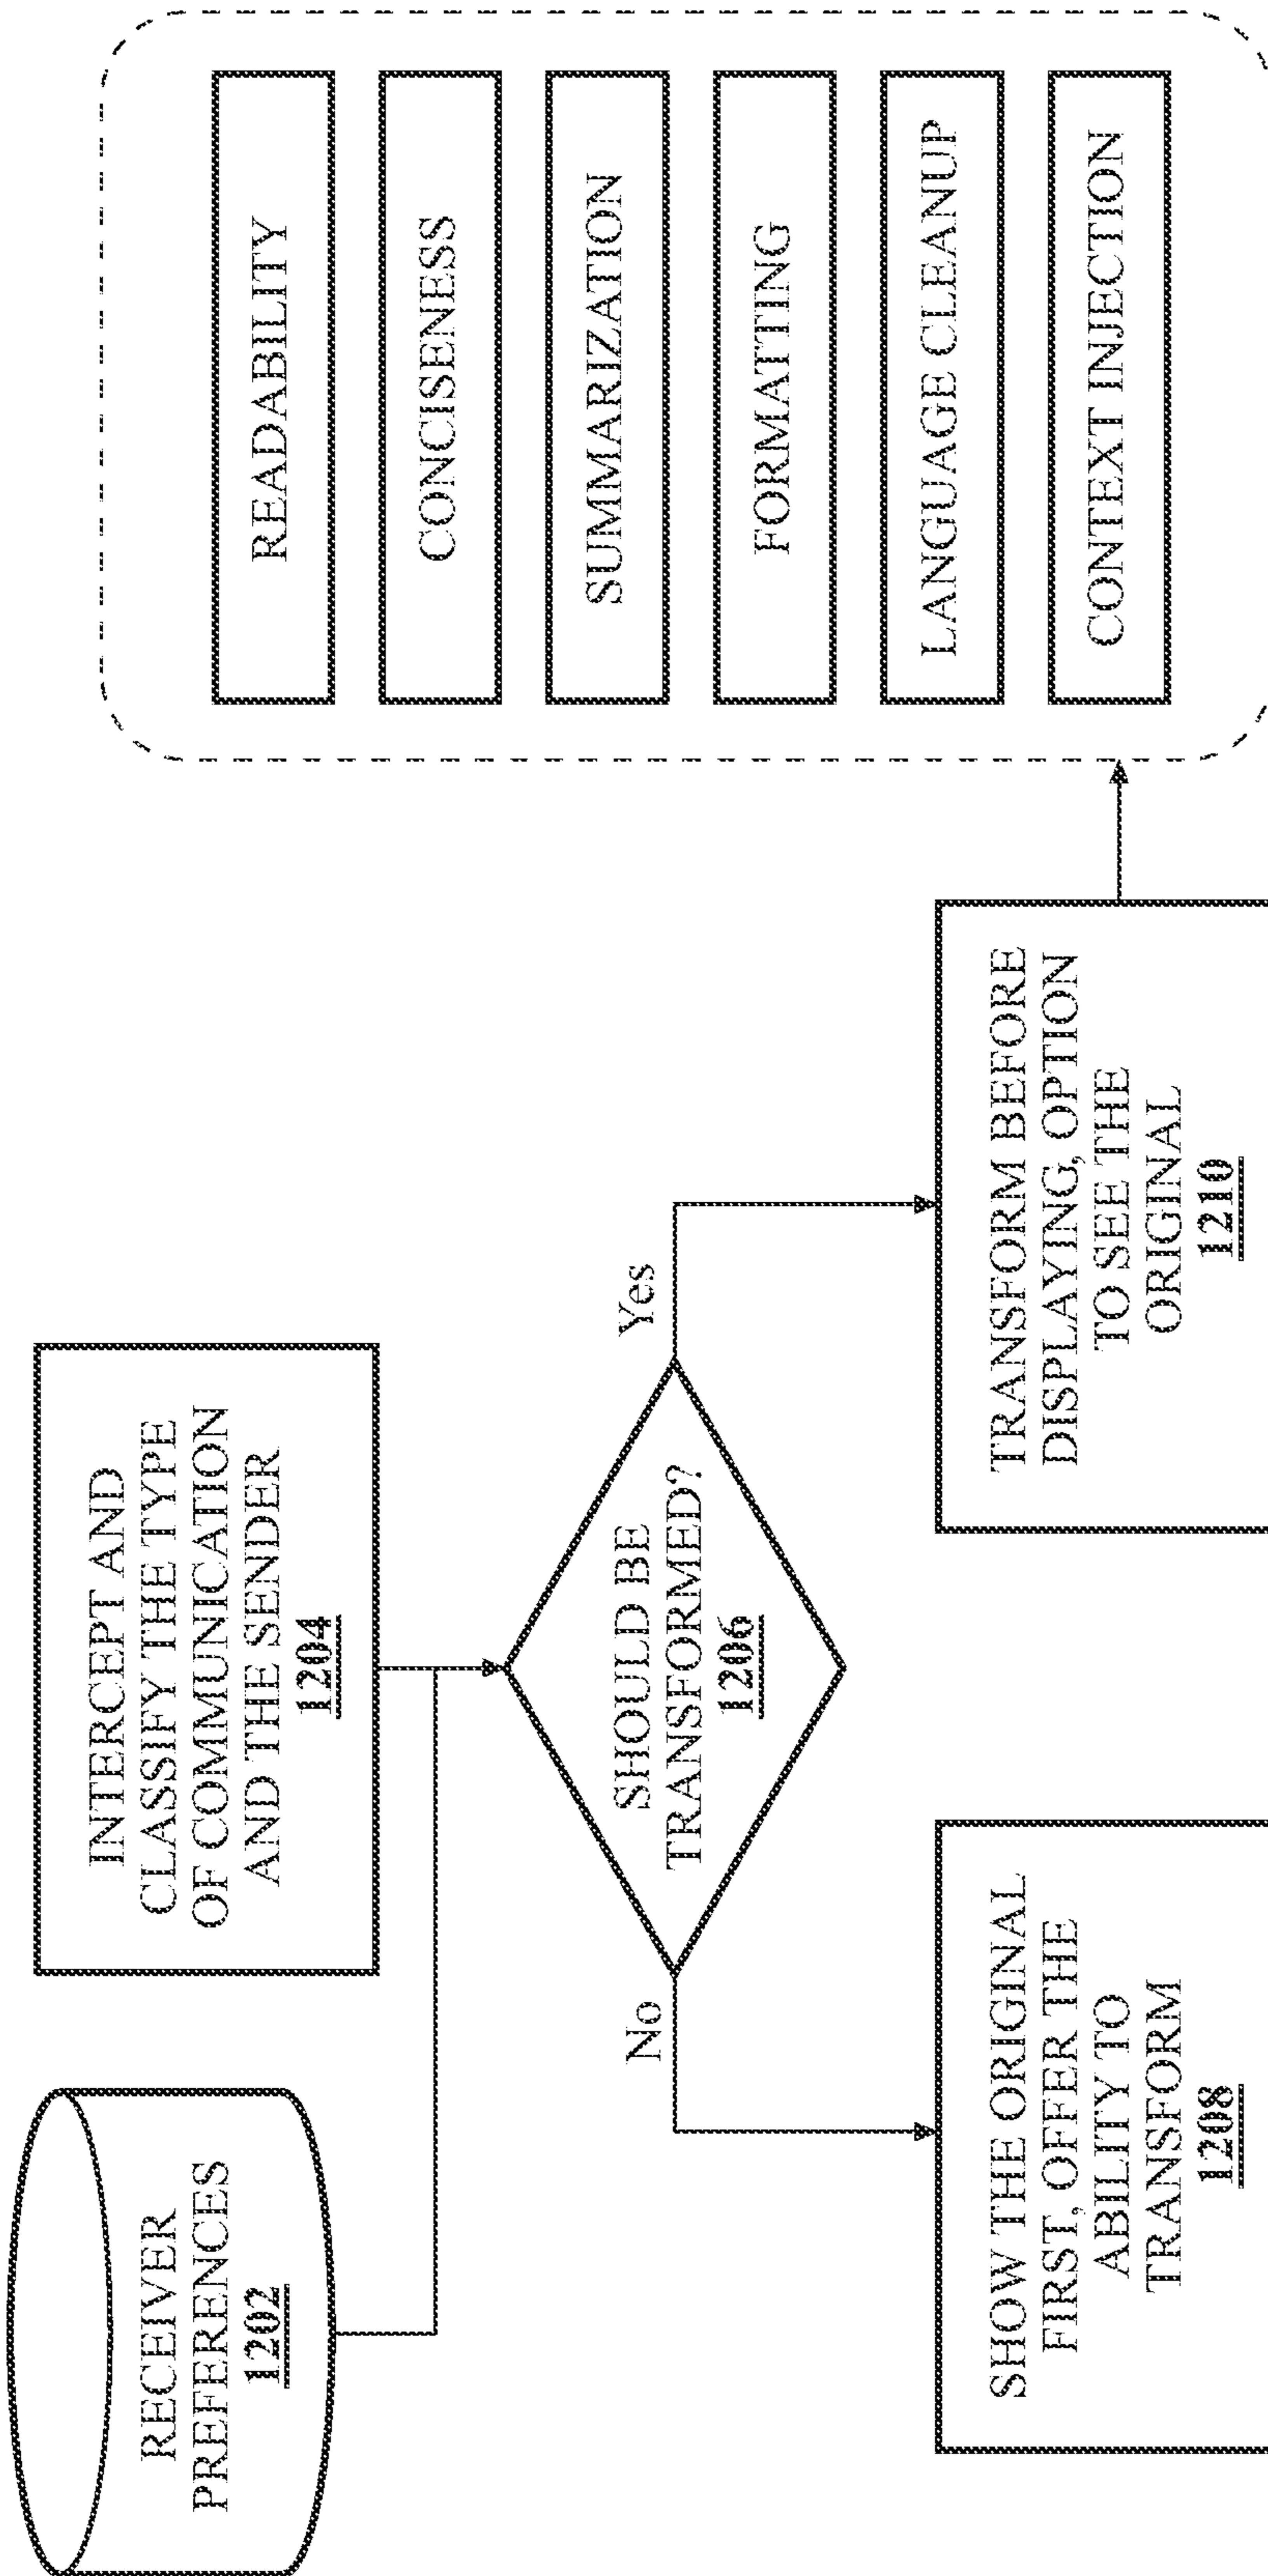 RECEIVER
PREFERENCES
1202
INTERCEPT AND
CLASSIFY THE TYPE
OF COMMUNICATION
AND THE SENDER
1204
SHOULD BE
TRANSFORMED?
1206
No
Yes
SHOW THE ORIGINAL
FIRST, OFFER THE
ABILITY TO
TRANSFORM
1208
TRANSFORM BEFORE
DISPLAYING, OPTION
TO SEE THE
ORIGINAL
1210
READABILITY
CONCISENESS
SUMMARIZATION
FORMATTING
LANGUAGE CLEANUP
CONTEXT INJECTION